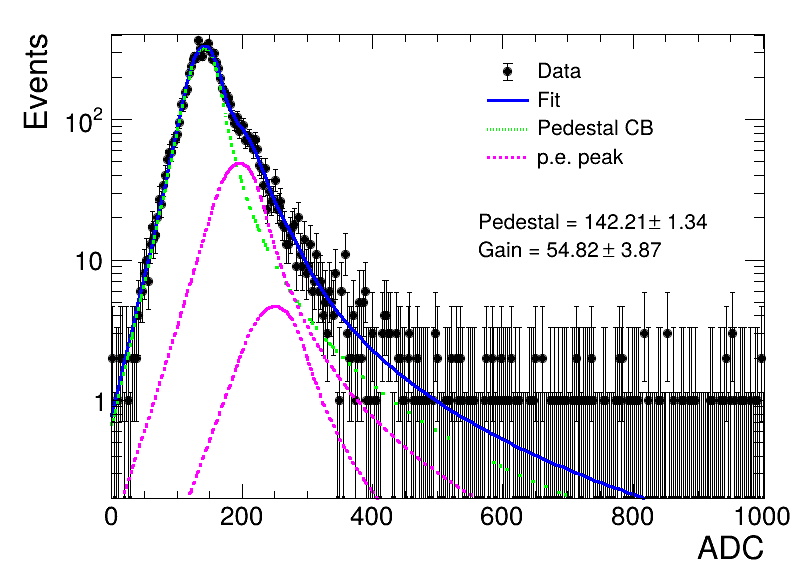 Events
10²
10
1
Data
Fit
Pedestal CB
p.e. peak
Pedestal = 142.21± 1.34
Gain = 54.82 ± 3.87
0 200 400 600 800 1000
ADC